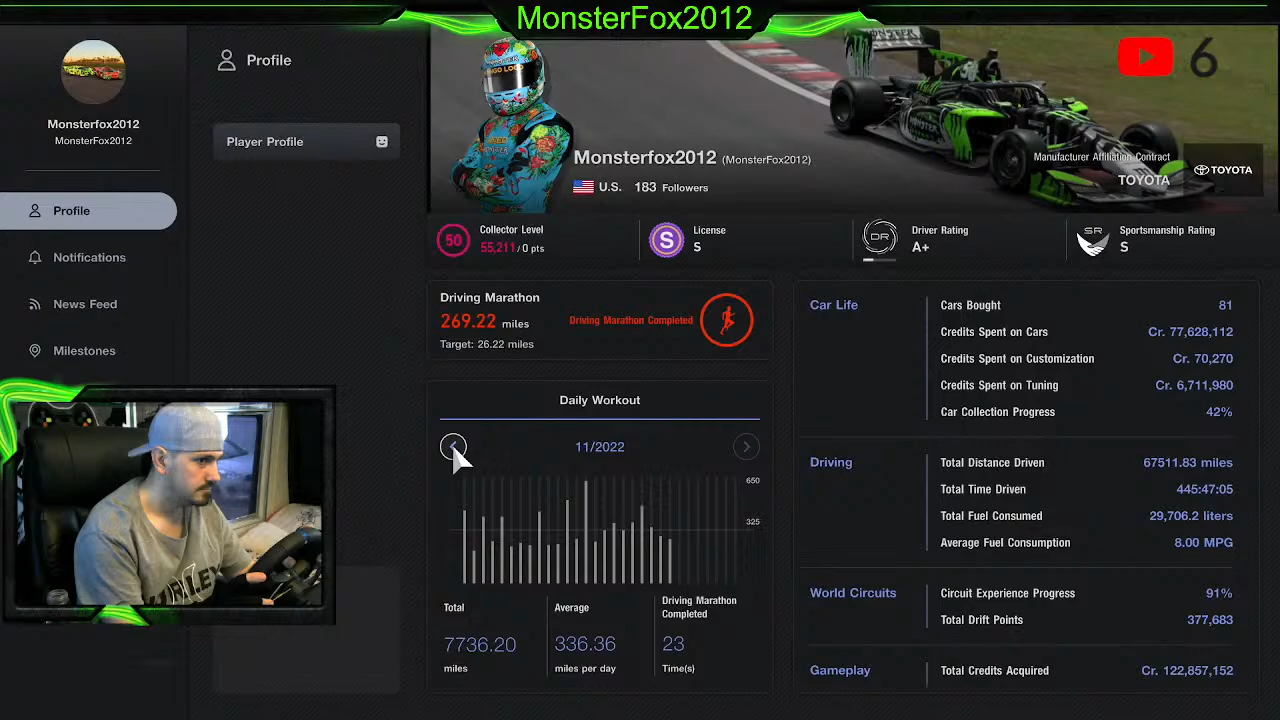 MonsterFox2012
6
Monsterfox2012
MonsterFox2012
Profile
Notifications
News Feed
Milestones
Profile
Player Profile
Monsterfox2012 (MonsterFox2012)
U.S. 183 Followers
Manufacturer Affiliation Contract
TOYOTA
TOYOTA
50
Collector Level
55,211 / 0 pts
S
License
S
DR
Driver Rating
A+
SR
Sportsmanship Rating
S
Driving Marathon
269.22 miles
Target: 26.22 miles
Driving Marathon Completed
Daily Workout
11/2022
650
325
Total
7736.20
miles
Average
336.36
miles per day
Driving Marathon
Completed
23
Time(s)
Car Life
Cars Bought 81
Credits Spent on Cars Cr. 77,628,112
Credits Spent on Customization Cr. 70,270
Credits Spent on Tuning Cr. 6,711,980
Car Collection Progress 42%
Driving
Total Distance Driven 67511.83 miles
Total Time Driven 445:47:05
Total Fuel Consumed 29,706.2 liters
Average Fuel Consumption 8.00 MPG
World Circuits
Circuit Experience Progress 91%
Total Drift Points 377,683
Gameplay
Total Credits Acquired Cr. 122,857,152